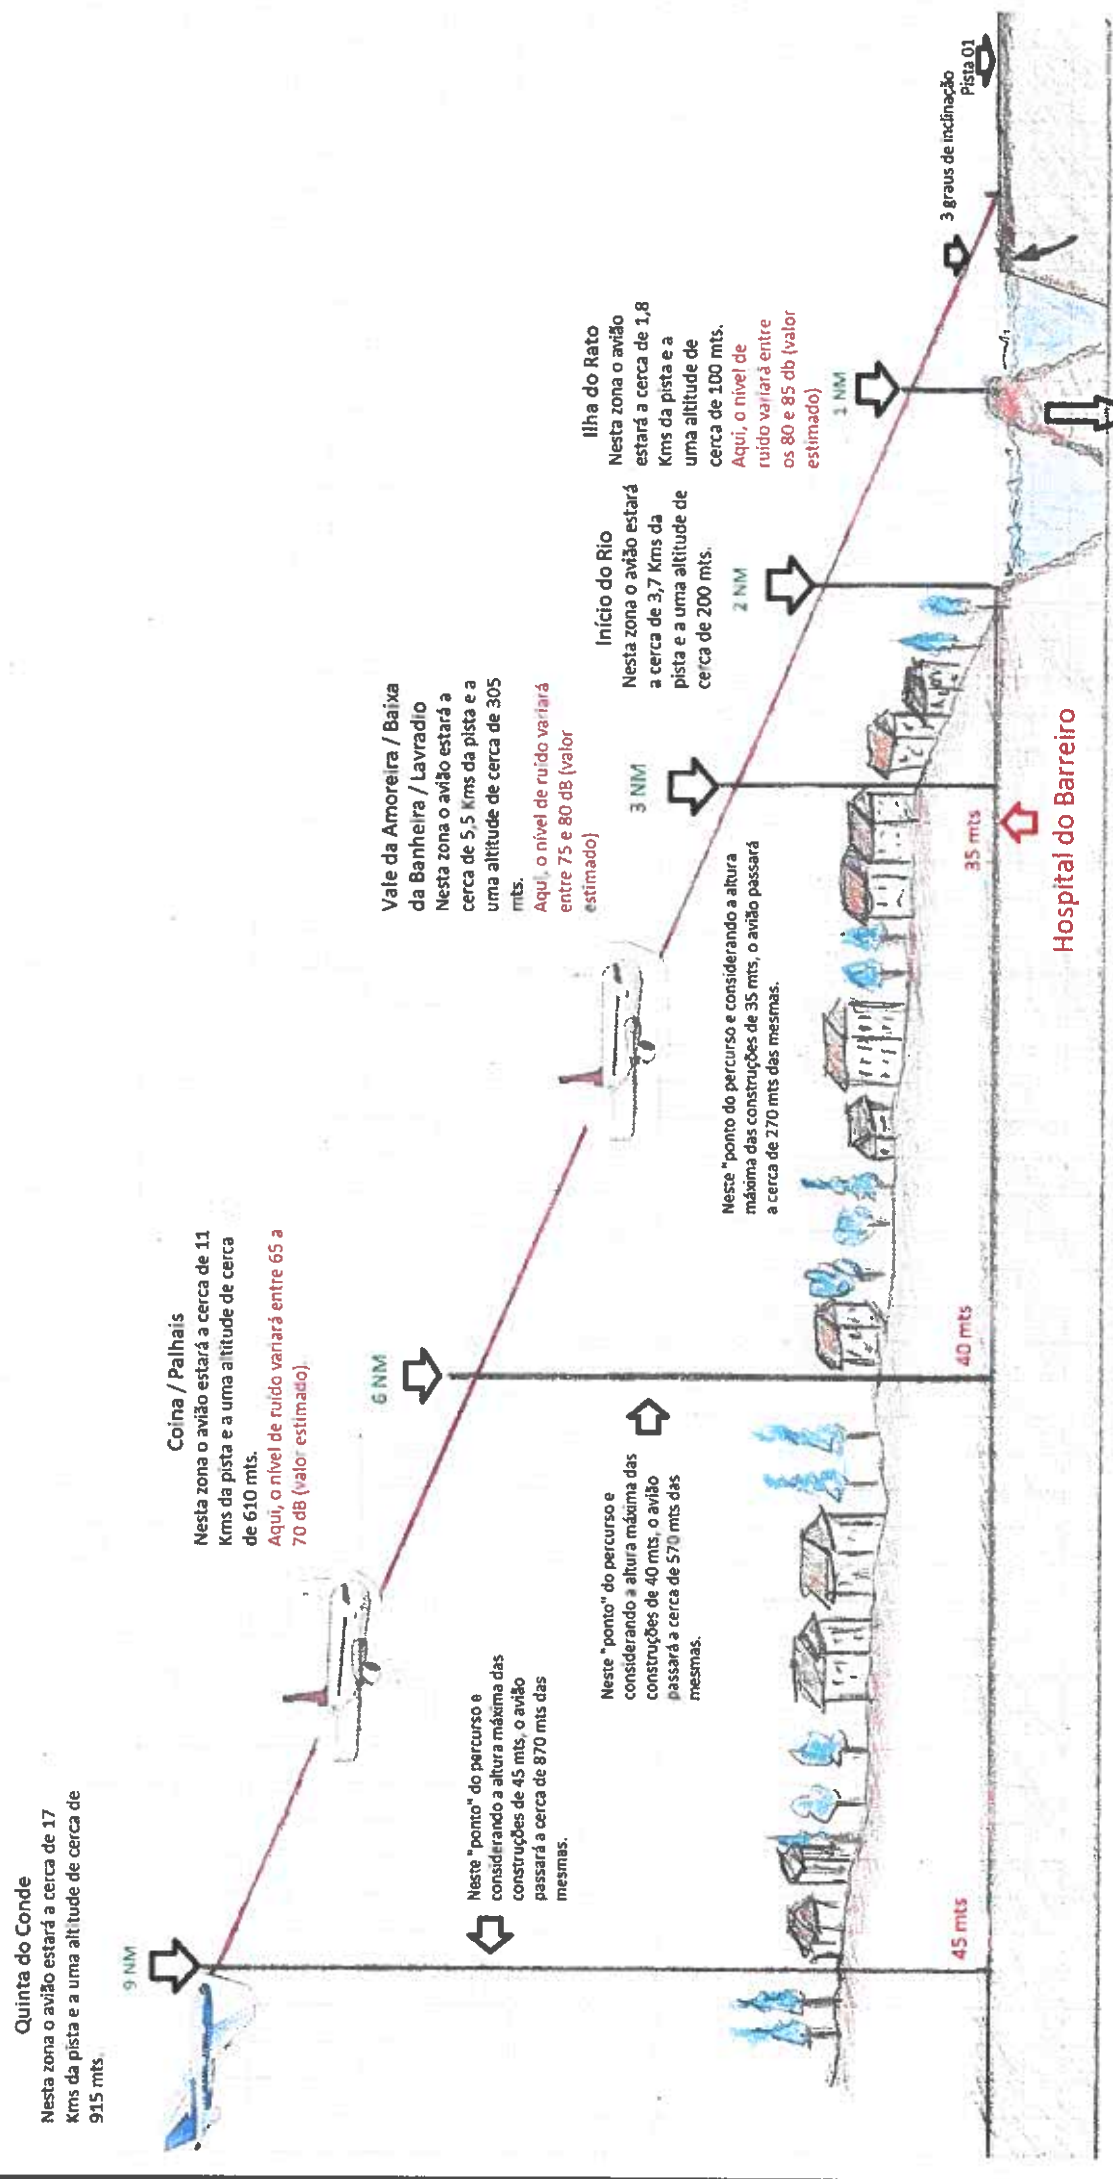 Quinta do Conde
Nesta zona o avião estará a cerca de 17
Kms da pista e a uma altitude de cerca de
915 mts.
9 NM
Neste "ponto" do percurso e
considerando a altura máxima das
construções de 45 mts, o avião
passará a cerca de 870 mts das
mesmas.
45 mts
Coina / Palhais
Nesta zona o avião estará a cerca de 11
Kms da pista e a uma altitude de cerca
de 610 mts.
Aqui, o nível de ruído variará entre 65 a
70 dB (valor estimado)
6 NM
Neste "ponto" do percurso e
considerando a altura máxima das
construções de 40 mts, o avião
passará a cerca de 570 mts das
mesmas.
40 mts
Vale da Amoreira / Baixa
da Banheira / Lavradio
Nesta zona o avião estará a
cerca de 5,5 Kms da pista e a
uma altitude de cerca de 305
mts.
Aqui, o nível de ruído variará
entre 75 e 80 dB (valor
estimado)
3 NM
Neste "ponto do percurso e considerando a altura
máxima das construções de 35 mts, o avião passará
a cerca de 270 mts das mesmas.
35 mts
Hospital do Barreiro
Início do Rio
Nesta zona o avião estará
a cerca de 3,7 Kms da
pista e a uma altitude de
cerca de 200 mts.
2 NM
Ilha do Rato
Nesta zona o avião
estará a cerca de 1,8
Kms da pista e a
uma altitude de
cerca de 100 mts.
Aqui, o nível de
ruído variará entre
os 80 e 85 db (valor
estimado)
1 NM
3 graus de inclinação
Pista 01